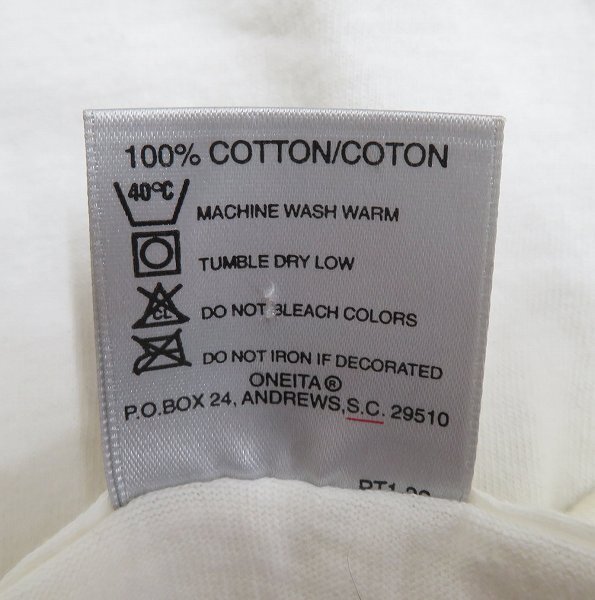 100% COTTON/COTON
40°C MACHINE WASH WARM
TUMBLE DRY LOW
CL DO NOT BLEACH COLORS
DO NOT IRON IF DECORATED
ONEITA®
P.O.BOX 24, ANDREWS,S.C. 29510